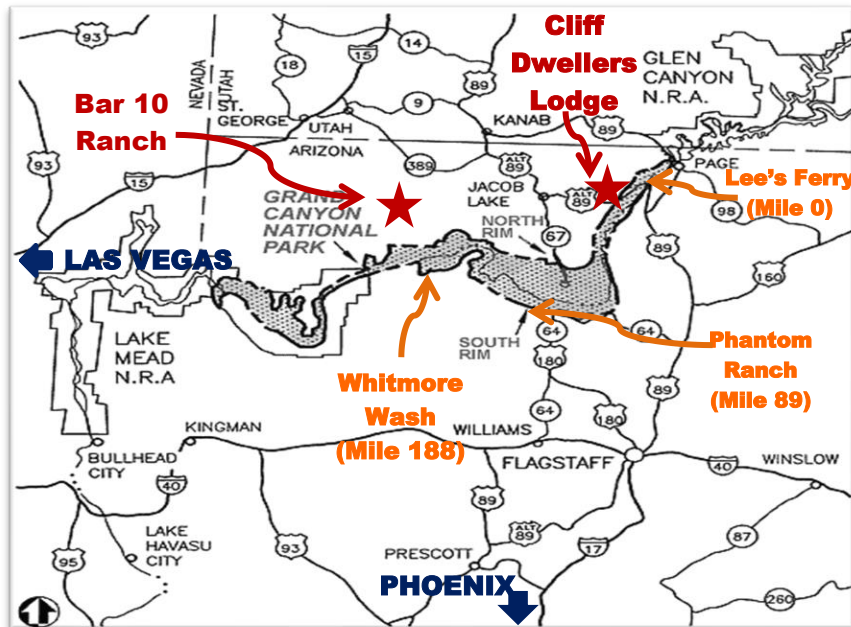 Cliff
Dwellers
Lodge
GLEN
CANYON
N.R.A.
93
15
14
89
18
NEVADA
UTAH
Bar 10
Ranch
ST.
GEORGE
9
KANAB
89
UTAH
ARIZONA
93
389
ALT
89
PAGE
15
JACOB
LAKE
ALT
89
Lee's Ferry
(Mile 0)
98
GRAND
CANYON
NATIONAL
PARK
NORTH
RIM
67
89
LAS VEGAS
160
LAKE
MEAD
N.R.A.
SOUTH
RIM
64
64
180
Phantom
Ranch
(Mile 89)
89
Whitmore
Wash
(Mile 188)
64
180
KINGMAN
WILLIAMS
BULLHEAD
CITY
FLAGSTAFF
40
WINSLOW
40
89
LAKE
HAVASU
CITY
95
93
ALT
89
17
87
PRESCOTT
PHOENIX
260